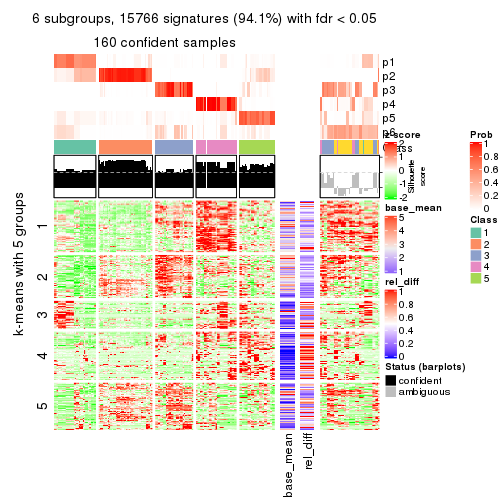 6 subgroups, 15766 signatures (94.1%) with fdr < 0.05
160 confident samples
p1
p2
p3
p4
p5
p6
Class
Silhouette
score
k-means with 5 groups
1
2
3
4
5
base_mean
rel_diff
z-score
2
1
0
-1
-2
base_mean
5
4
3
2
1
rel_diff
1
0.8
0.6
0.4
0.2
0
Status (barplots)
confident
ambiguous
Prob
1
0.8
0.6
0.4
0.2
0
Class
1
2
3
4
5